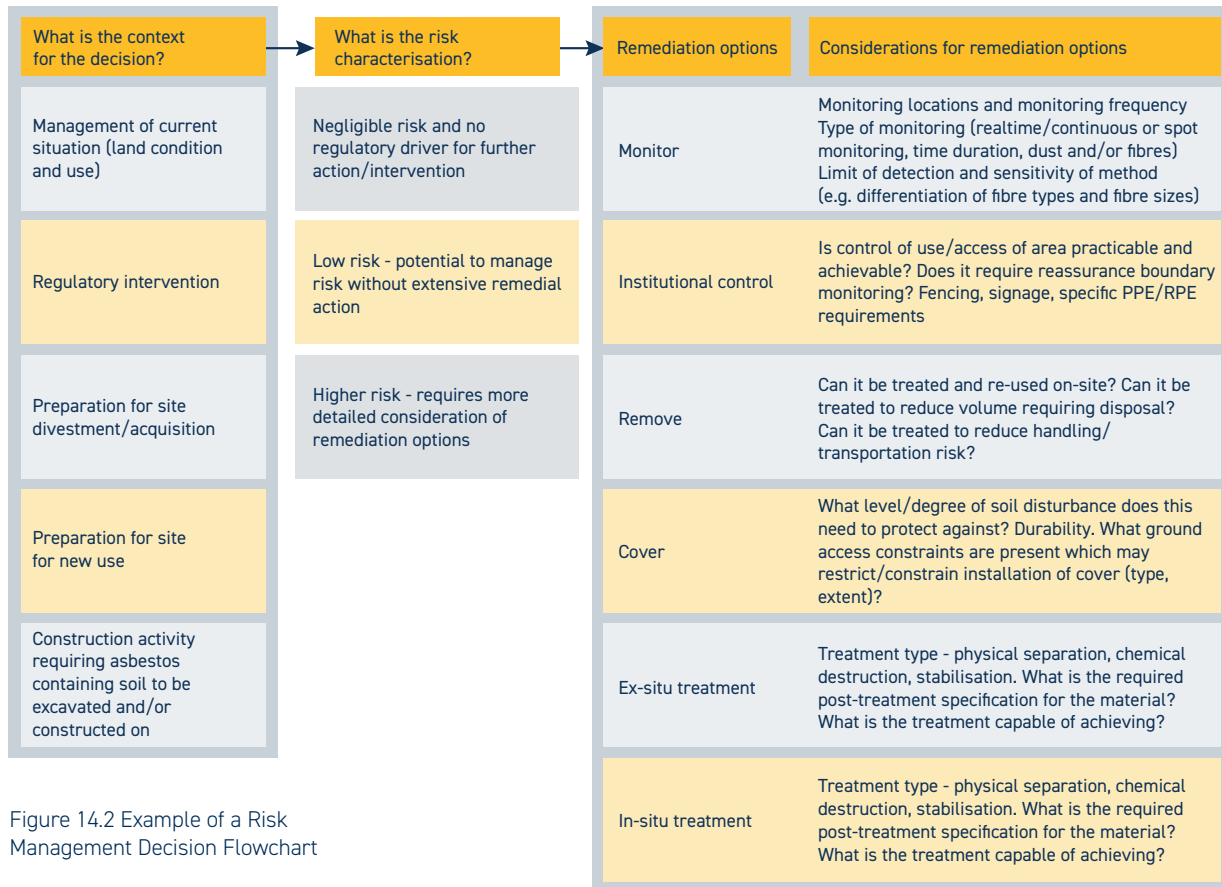 What is the context
for the decision?
What is the risk
characterisation?
Remediation options
Considerations for remediation options
Management of current
situation (land condition
and use)
Regulatory intervention
Preparation for site
divestment/acquisition
Preparation for site
for new use
Construction activity
requiring asbestos
containing soil to be
excavated and/or
constructed on
Negligible risk and no
regulatory driver for further
action/intervention
Low risk - potential to manage
risk without extensive remedial
action
Higher risk - requires more
detailed consideration of
remediation options
Monitor
Monitoring locations and monitoring frequency
Type of monitoring (realtime/continuous or spot
monitoring, time duration, dust and/or fibres)
Limit of detection and sensitivity of method
(e.g. differentiation of fibre types and fibre sizes)
Institutional control
Is control of use/access of area practicable and
achievable? Does it require reassurance boundary
monitoring? Fencing, signage, specific PPE/RPE
requirements
Remove
Can it be treated and re-used on-site? Can it be
treated to reduce volume requiring disposal?
Can it be treated to reduce handling/
transportation risk?
Cover
What level/degree of soil disturbance does this
need to protect against? Durability. What ground
access constraints are present which may
restrict/constrain installation of cover (type,
extent)?
Ex-situ treatment
Treatment type - physical separation, chemical
destruction, stabilisation. What is the required
post-treatment specification for the material?
What is the treatment capable of achieving?
In-situ treatment
Treatment type - physical separation, chemical
destruction, stabilisation. What is the required
post-treatment specification for the material?
What is the treatment capable of achieving?
Figure 14.2 Example of a Risk
Management Decision Flowchart